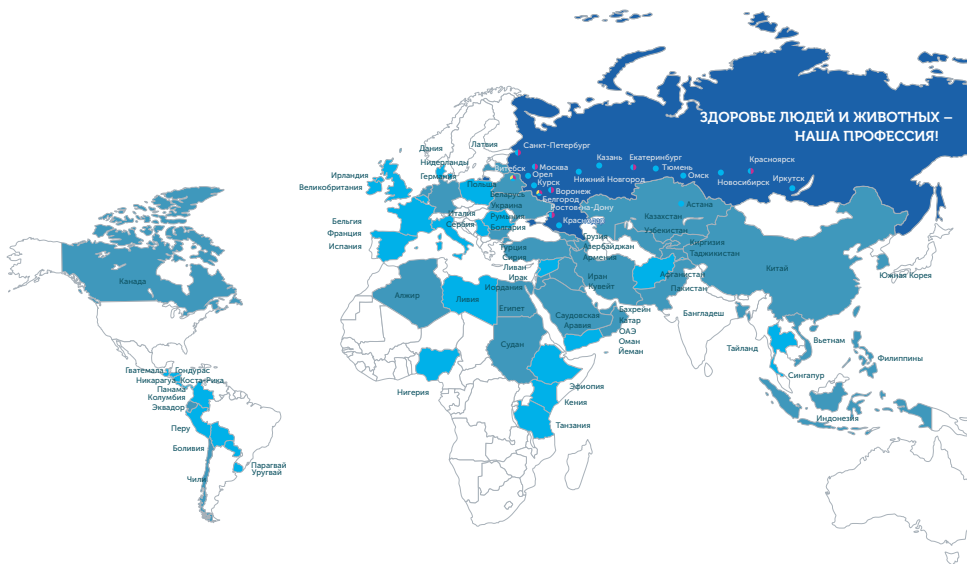 ЗДОРОВЬЕ ЛЮДЕЙ И ЖИВОТНЫХ –
НАША ПРОФЕССИЯ!
Санкт-Петербург
Дания
Латвия
Нидерланды
Витебск
Москва
Казань
Екатеринбург
Красноярск
Ирландия
Германия
Орел
Нижний Новгород
Тюмень
Омск
Новосибирск
Иркутск
Великобритания
Польша
Курск
Беларусь
Воронеж
Белгород
Украина
Ростов-на-Дону
Астана
Бельгия
Италия
Румыния
Казахстан
Франция
Сербия
Болгария
Краснодар
Узбекистан
Испания
Турция
Грузия
Азербайджан
Армения
Киргизия
Таджикистан
Сирия
Ливан
Ирак
Иран
Кувейт
Афганистан
Пакистан
Китай
Южная Корея
Канада
Алжир
Ливия
Иордания
Египет
Саудовская
Аравия
Бахрейн
Катар
ОАЭ
Оман
Йемен
Бангладеш
Судан
Таиланд
Вьетнам
Филиппины
Сингапур
Индонезия
Гватемала
Гондурас
Никарагуа
Коста-Рика
Панама
Колумбия
Эквадор
Нигерия
Эфиопия
Кения
Танзания
Перу
Боливия
Парагвай
Уругвай
Чили